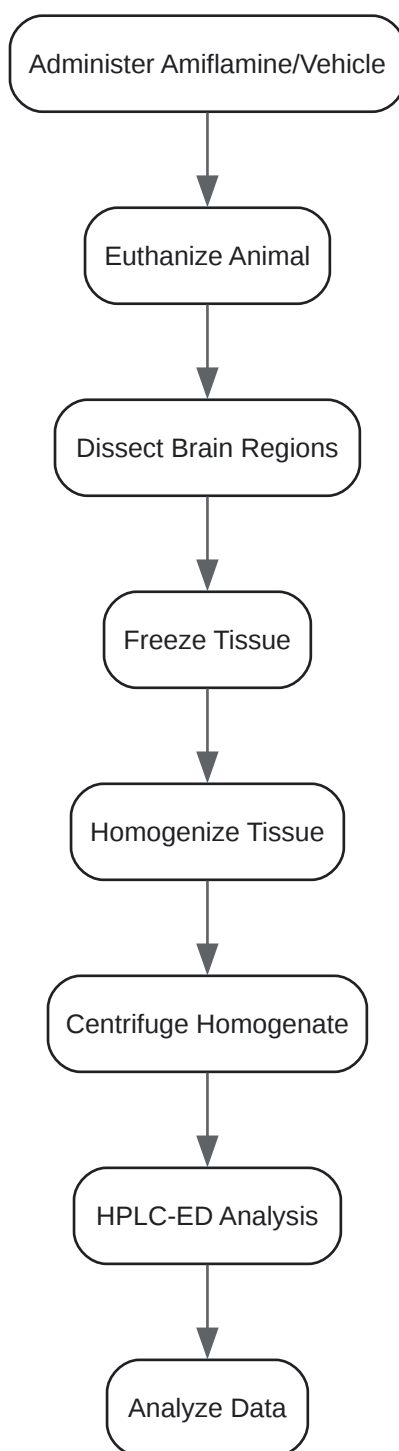 Administer Amiflamine/Vehicle
Euthanize Animal
Dissect Brain Regions
Freeze Tissue
Homogenize Tissue
Centrifuge Homogenate
HPLC-ED Analysis
Analyze Data